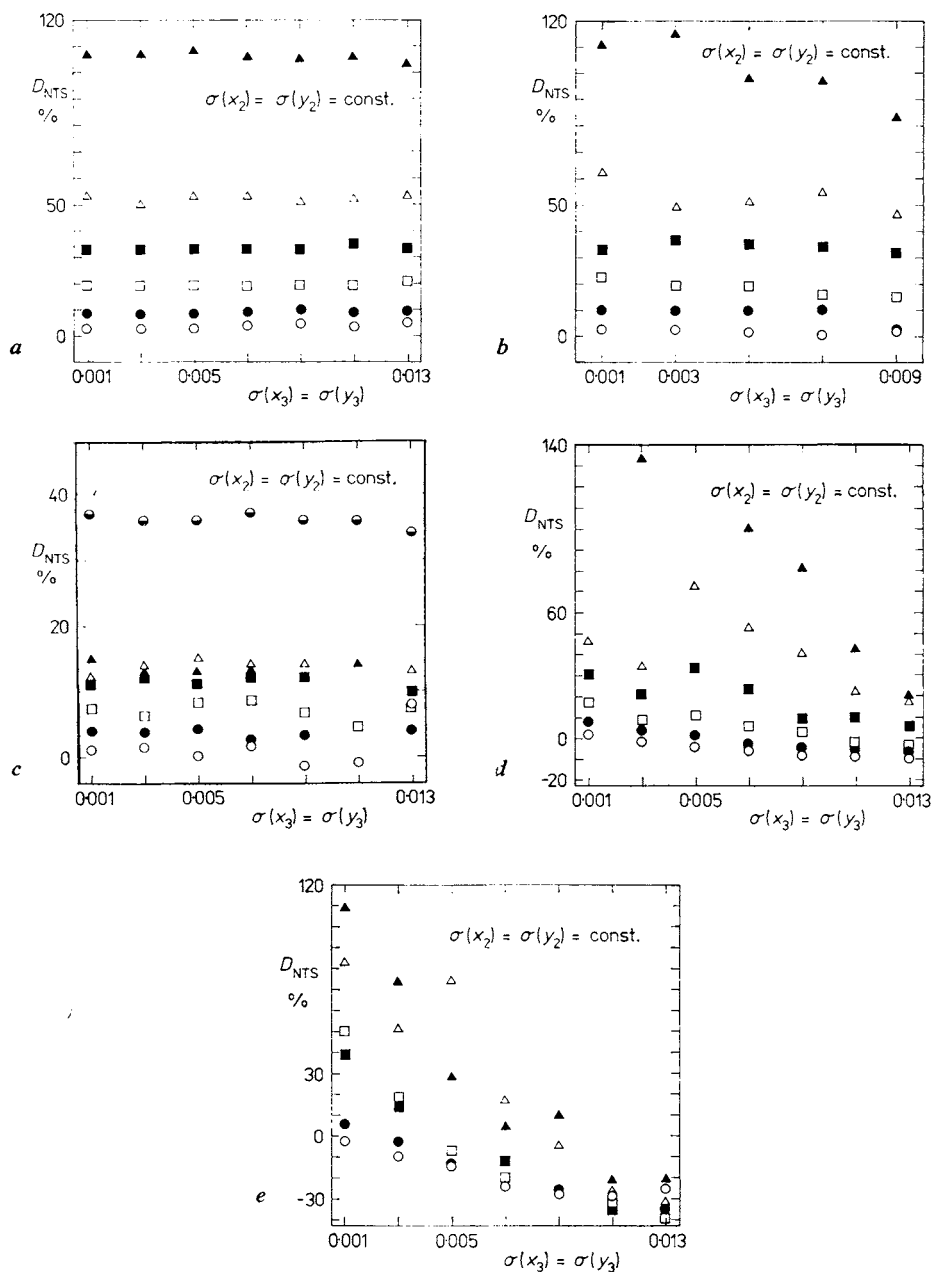 120
D_NTS
%
σ(x₂) = σ(y₂) = const.
50
0
a
0·001
0·005
0·013
σ(x₃) = σ(y₃)
120
D_NTS
%
σ(x₂) = σ(y₂) = const.
50
0
b
0·001
0·003
0·009
σ(x₃) = σ(y₃)
σ(x₂) = σ(y₂) = const.
40
D_NTS
%
20
0
c
0·001
0·005
0·013
σ(x₃) = σ(y₃)
140
σ(x₂) = σ(y₂) = const.
D_NTS
%
60
0
-20
d
0·001
0·005
0·013
σ(x₃) = σ(y₃)
120
σ(x₂) = σ(y₂) = const.
D_NTS
%
30
0
-30
e
0·001
0·005
0·013
σ(x₃) = σ(y₃)